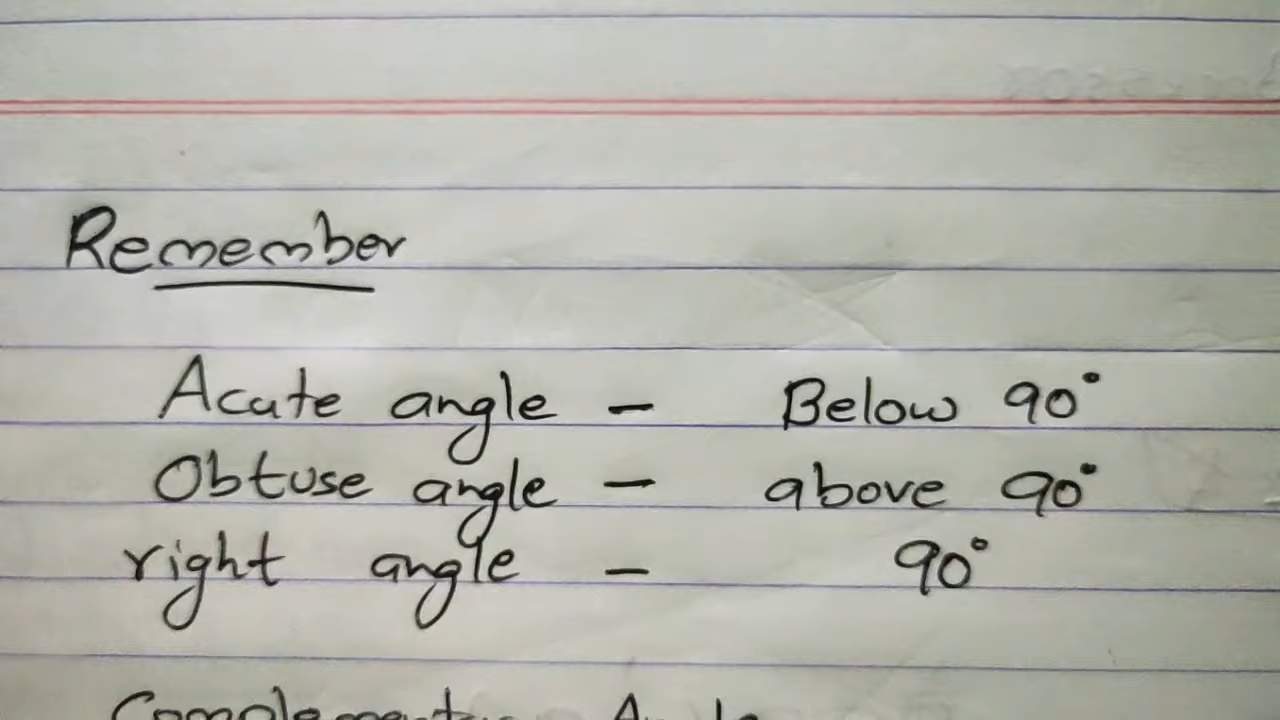 Remember
Acute angle - Below 90°
Obtuse angle - above 90°
right angle - 90°